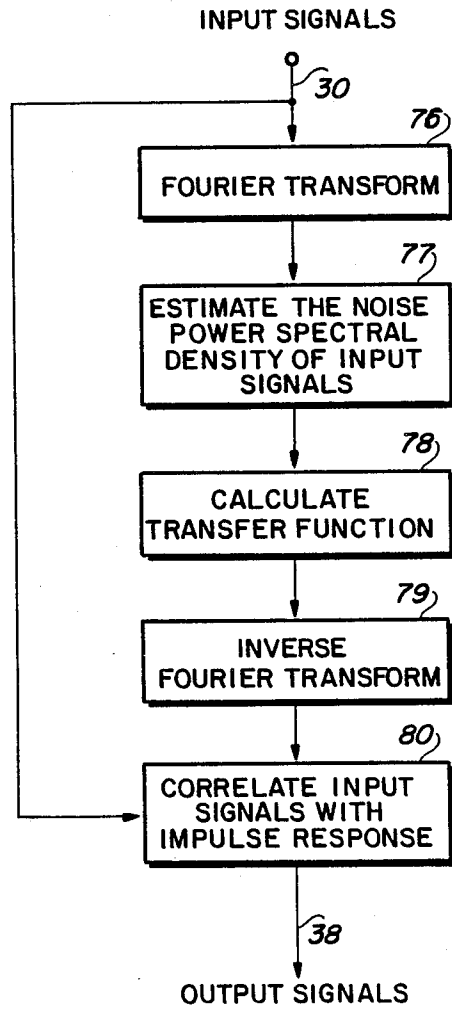 INPUT SIGNALS
30
76
FOURIER TRANSFORM
77
ESTIMATE THE NOISE
POWER SPECTRAL
DENSITY OF INPUT
SIGNALS
78
CALCULATE
TRANSFER FUNCTION
79
INVERSE
FOURIER TRANSFORM
80
CORRELATE INPUT
SIGNALS WITH
IMPULSE RESPONSE
38
OUTPUT SIGNALS